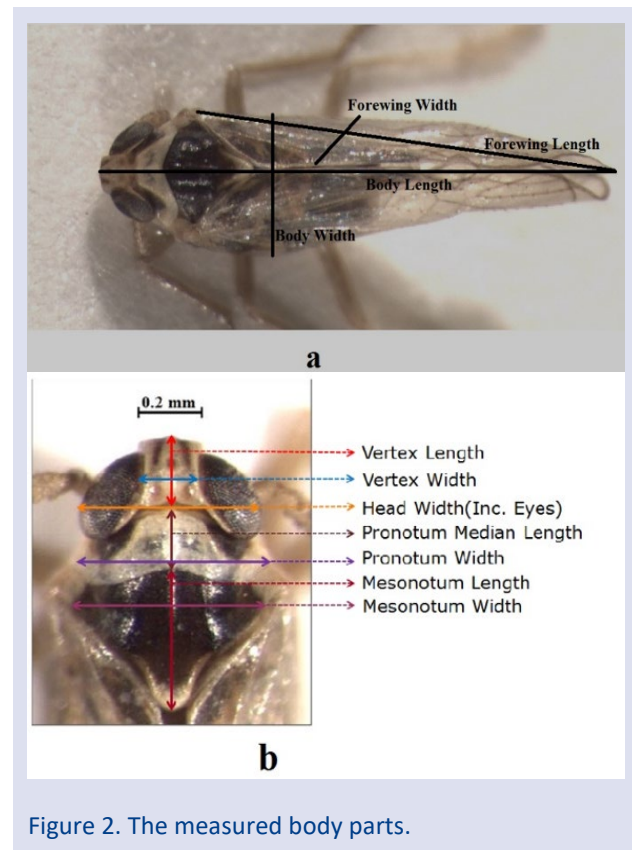 Forewing Width
Forewing Length
Body Length
Body Width
a
0.2 mm
Vertex Length
Vertex Width
Head Width(Inc. Eyes)
Pronotum Median Length
Pronotum Width
Mesonotum Length
Mesonotum Width
b
Figure 2. The measured body parts.